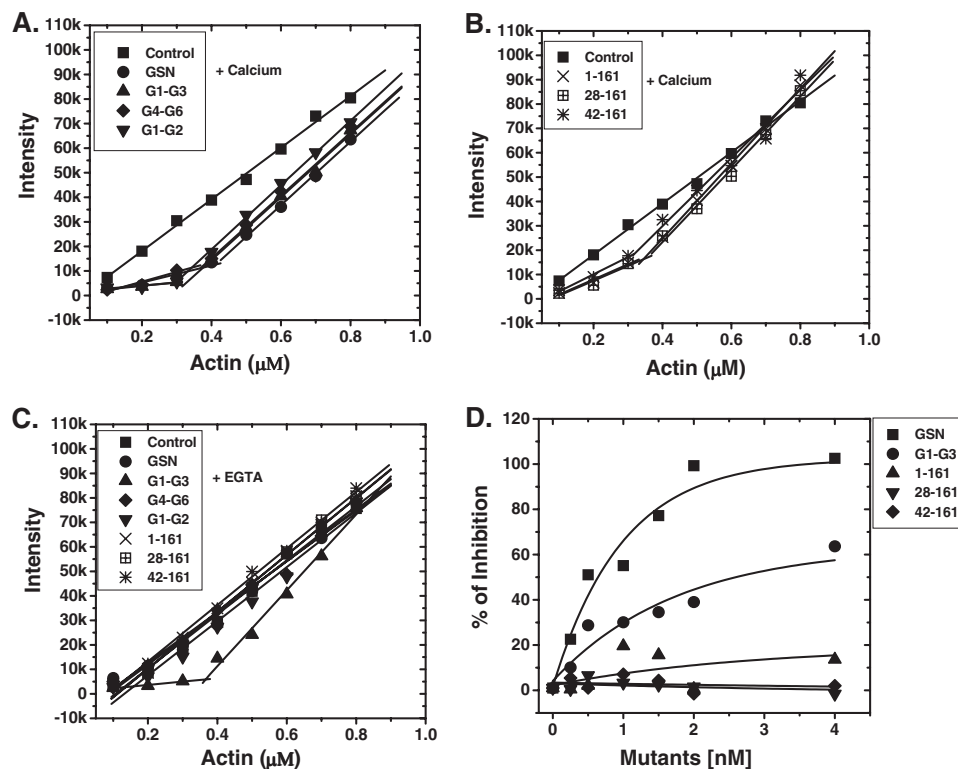 A.
110k
100k
90k
80k
70k
60k
50k
40k
30k
20k
10k
0
-10k
Intensity
Control
GSN
G1-G3
G4-G6
G1-G2
+ Calcium
0.2
0.4
0.6
0.8
1.0
Actin (μM)
B.
110k
100k
90k
80k
70k
60k
50k
40k
30k
20k
10k
0
-10k
Intensity
Control
1-161
28-161
42-161
+ Calcium
0.2
0.4
0.6
0.8
1.0
Actin (μM)
C.
110k
100k
90k
80k
70k
60k
50k
40k
30k
20k
10k
0
-10k
Intensity
Control
GSN
G1-G3
G4-G6
G1-G2
1-161
28-161
42-161
+ EGTA
0.2
0.4
0.6
0.8
1.0
Actin (μM)
D.
120
100
80
60
40
20
0
% of Inhibition
GSN
G1-G3
1-161
28-161
42-161
0
1
2
3
4
Mutants [nM]